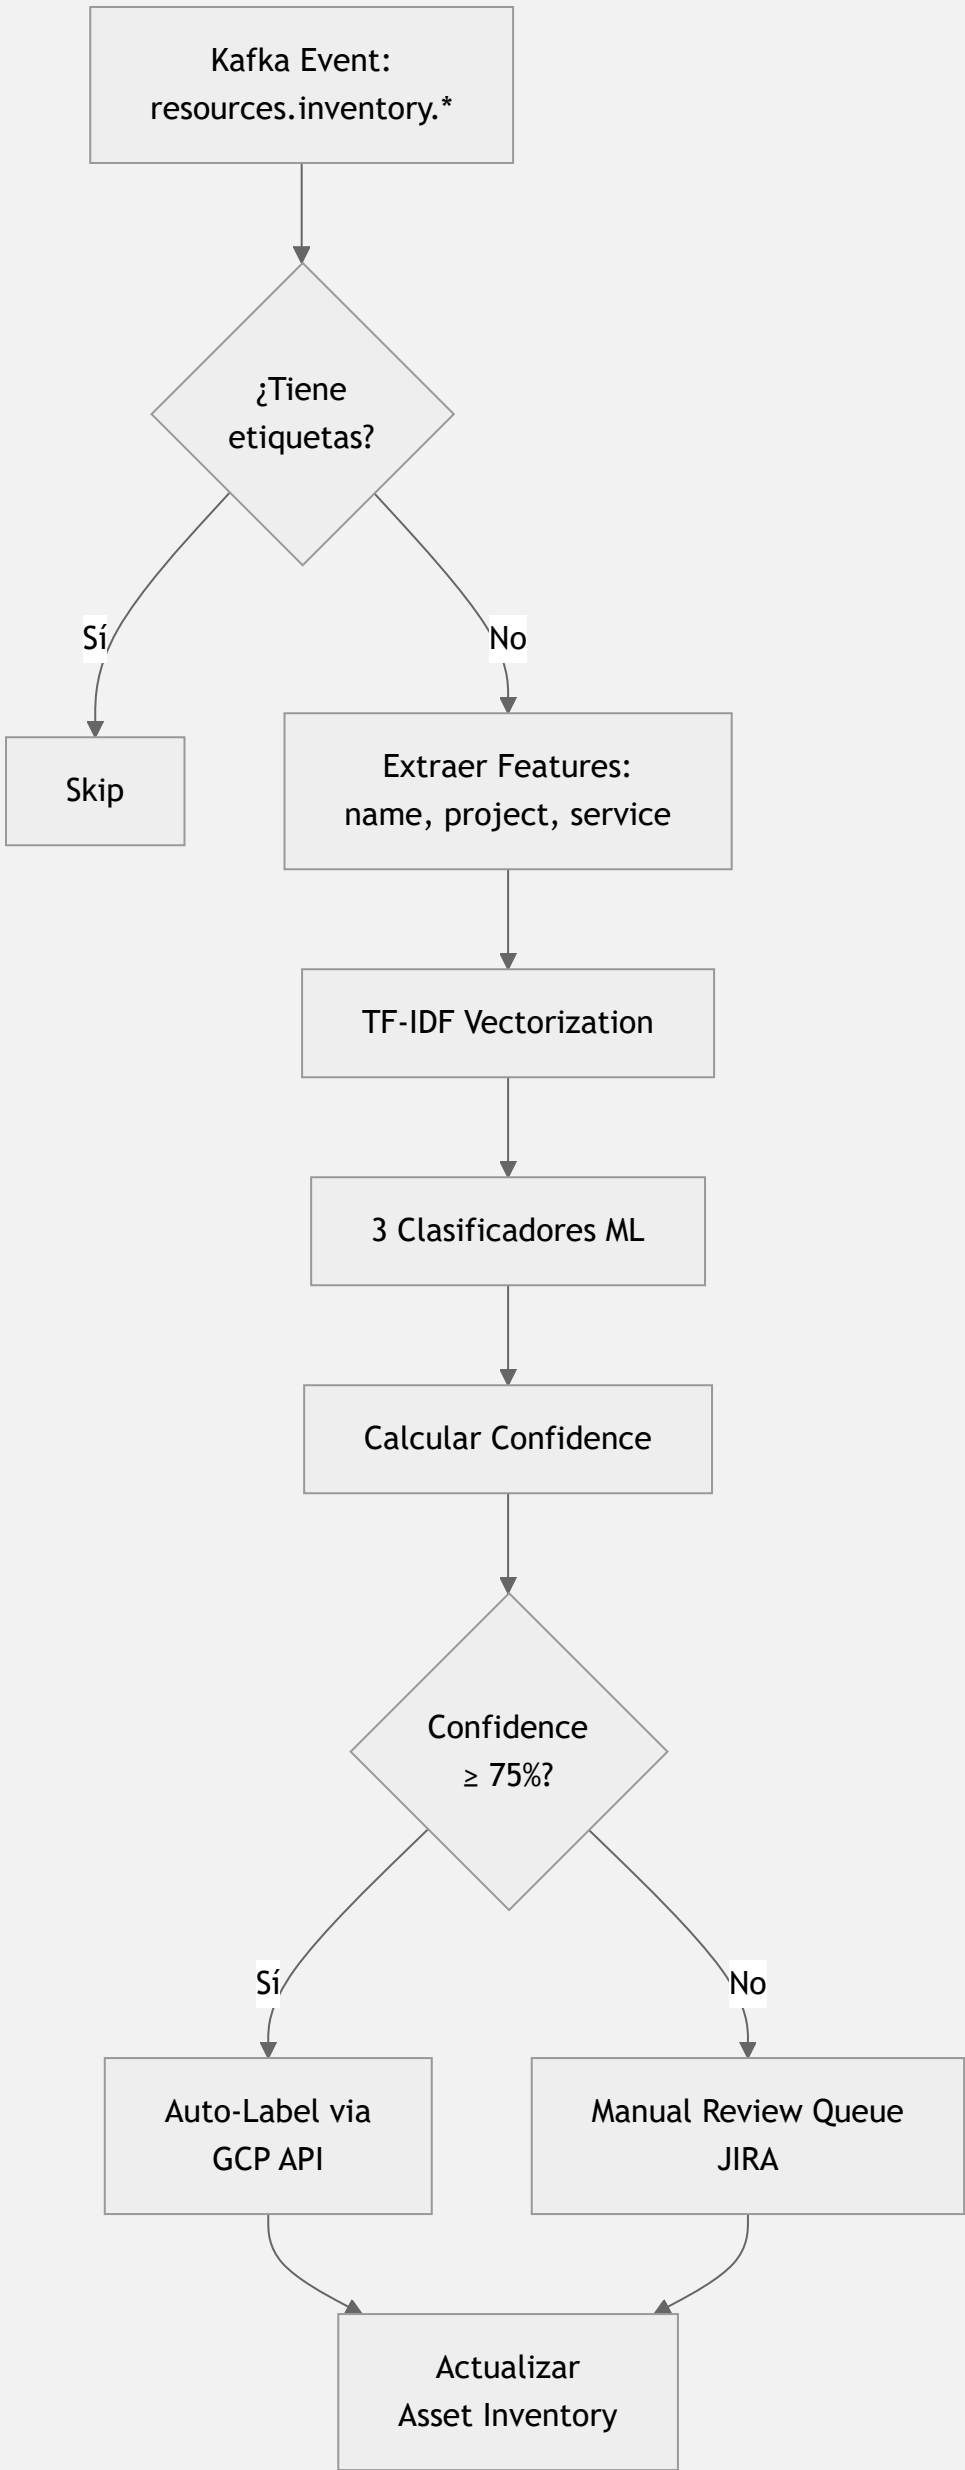 Kafka Event:
resources.inventory.*
¿Tiene
etiquetas?
Sí
No
Skip
Extraer Features:
name, project, service
TF-IDF Vectorization
3 Clasificadores ML
Calcular Confidence
Confidence
≥ 75%?
Sí
No
Auto-Label via
GCP API
Manual Review Queue
JIRA
Actualizar
Asset Inventory